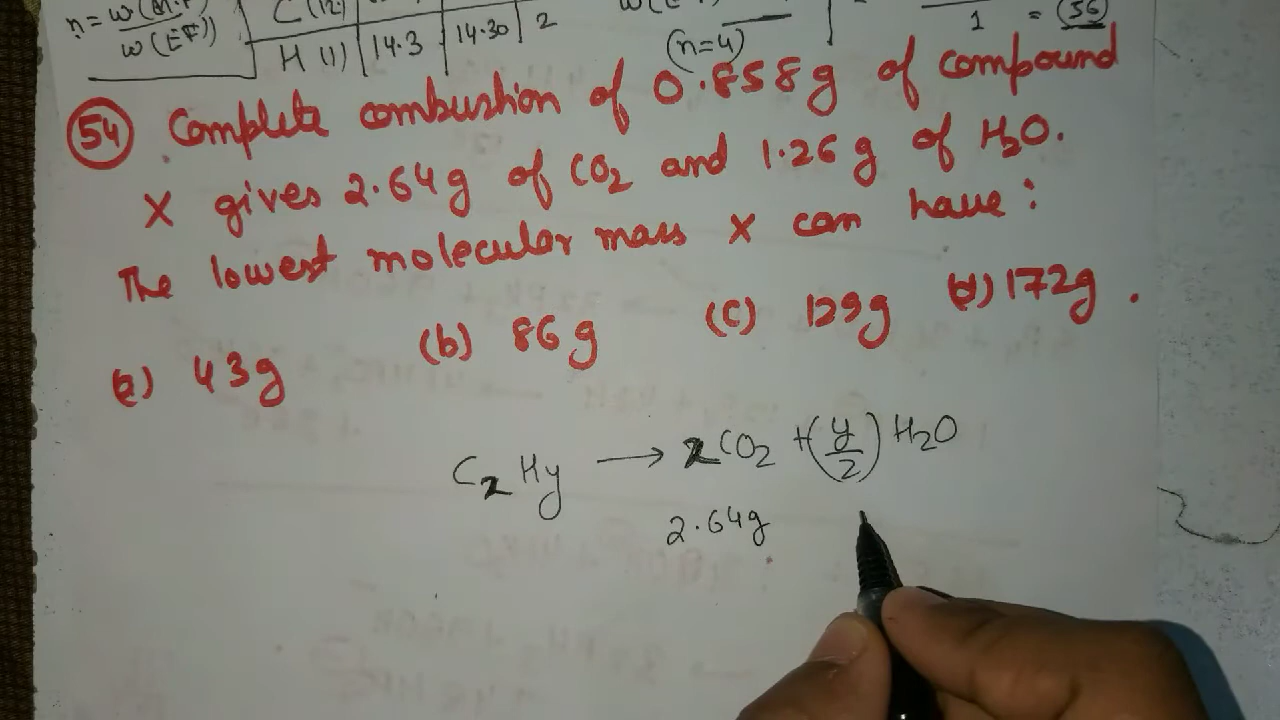 n = w(M.F)
w(EF)
C (12)
2
H (1) 14.3 14.30
(n=4)
1 = 56
54 Complete combustion of 0.858g of compound
X gives 2.64g of CO2 and 1.26g of H2O.
The lowest molecular mass X can have:
(a) 43g (b) 86g (c) 129g (d) 172g.
CxHy → xCO2 + (y/2) H2O
2.64g